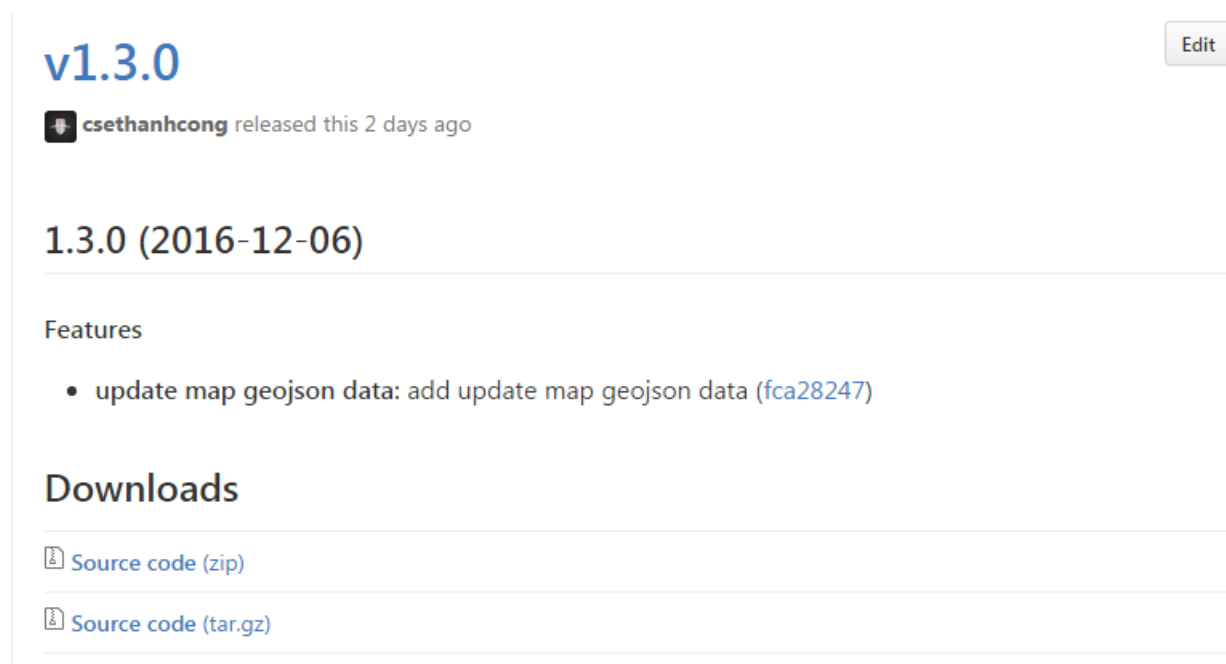 v1.3.0
Edit
csethanhcong released this 2 days ago
1.3.0 (2016-12-06)
Features
update map geojson data: add update map geojson data (fca28247)
Downloads
Source code (zip)
Source code (tar.gz)